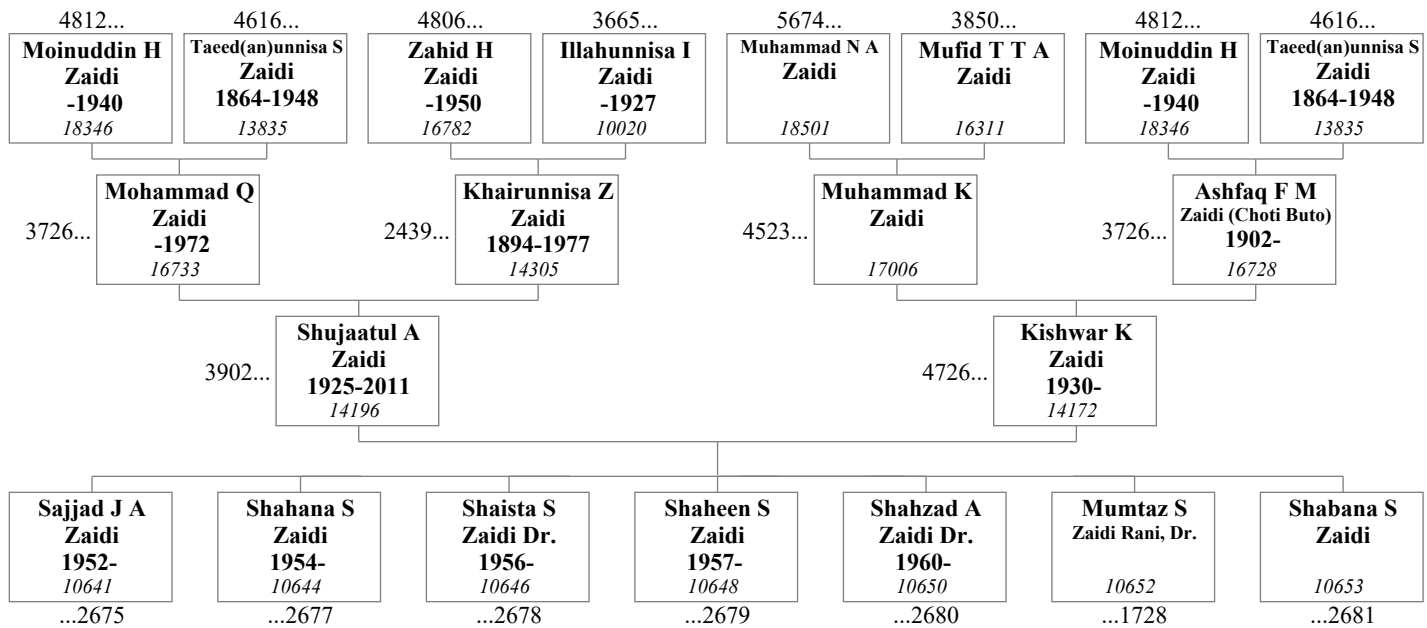 4812...
4616...
4806...
3665...
5674...
3850...
4812...
4616...
Moinuddin H
Zaidi
-1940
18346
Taeed(an)unnisa S
Zaidi
1864-1948
13835
Zahid H
Zaidi
-1950
16782
Illahunnisa I
Zaidi
-1927
10020
Muhammad N A
Zaidi
18501
Mufid T T A
Zaidi
16311
Moinuddin H
Zaidi
-1940
18346
Taeed(an)unnisa S
Zaidi
1864-1948
13835
3726...
Mohammad Q
Zaidi
-1972
16733
2439...
Khairunnisa Z
Zaidi
1894-1977
14305
4523...
Muhammad K
Zaidi
17006
3726...
Ashfaq F M
Zaidi (Choti Buto)
1902-
16728
3902...
Shujaatul A
Zaidi
1925-2011
14196
4726...
Kishwar K
Zaidi
1930-
14172
Sajjad J A
Zaidi
1952-
10641
...2675
Shahana S
Zaidi
1954-
10644
...2677
Shaista S
Zaidi Dr.
1956-
10646
...2678
Shaheen S
Zaidi
1957-
10648
...2679
Shahzad A
Zaidi Dr.
1960-
10650
...2680
Mumtaz S
Zaidi Rani, Dr.
10652
...1728
Shabana S
Zaidi
10653
...2681